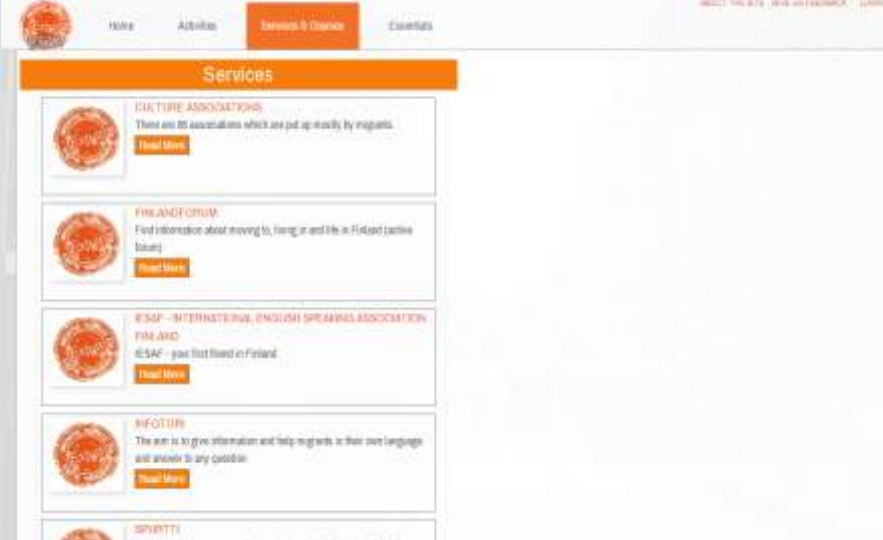 Home Activities Services & Courses Essentials
Services
CULTURE ASSOCIATIONS
There are 86 associations which are put up mostly by migrants.
Read More
FINLANDFORUM
Find information about moving to, living in and life in Finland (active
forum)
Read More
IESAF - INTERNATIONAL ENGLISH SPEAKING ASSOCIATION
FINLAND
IESAF - your first friend in Finland
Read More
INFOTORI
The aim is to give information and help migrants in their own language
and answer to any question
Read More
SPURTTI